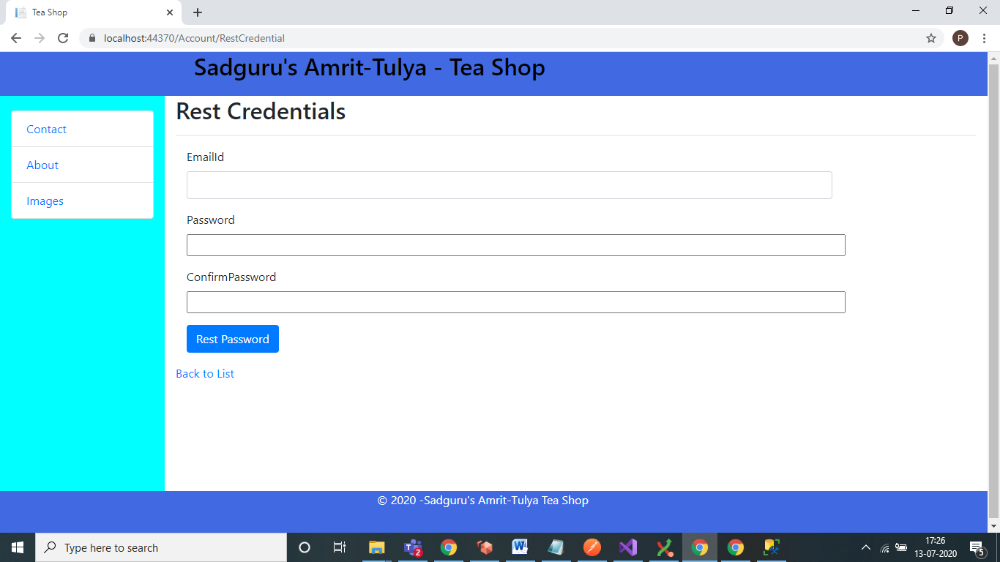 Tea Shop
localhost:44370/Account/RestCredential
P
Sadguru's Amrit-Tulya - Tea Shop
Contact
About
Images
Rest Credentials
EmailId
Password
ConfirmPassword
Rest Password
Back to List
© 2020 -Sadguru's Amrit-Tulya Tea Shop
Type here to search
2
17:26
13-07-2020
5